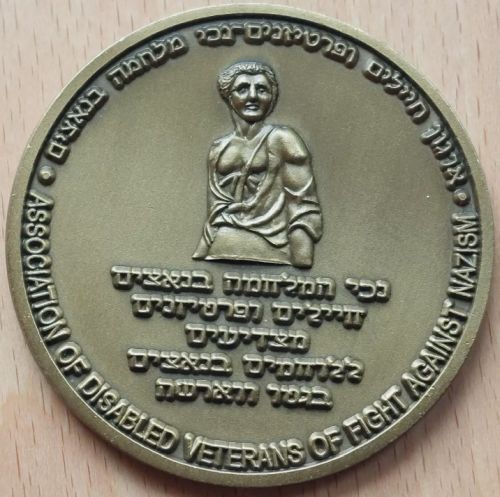 • ארגון חיילים ופרטיזנים-נכי מלחמה בנאצים •
נכי המלחמה בנאצים
חיילים ופרטיזנים
מצדיעים
ללוחמים בנאצים
בגטו ווארשה
ASSOCIATION OF DISABLED VETERANS OF FIGHT AGAINST NAZISM